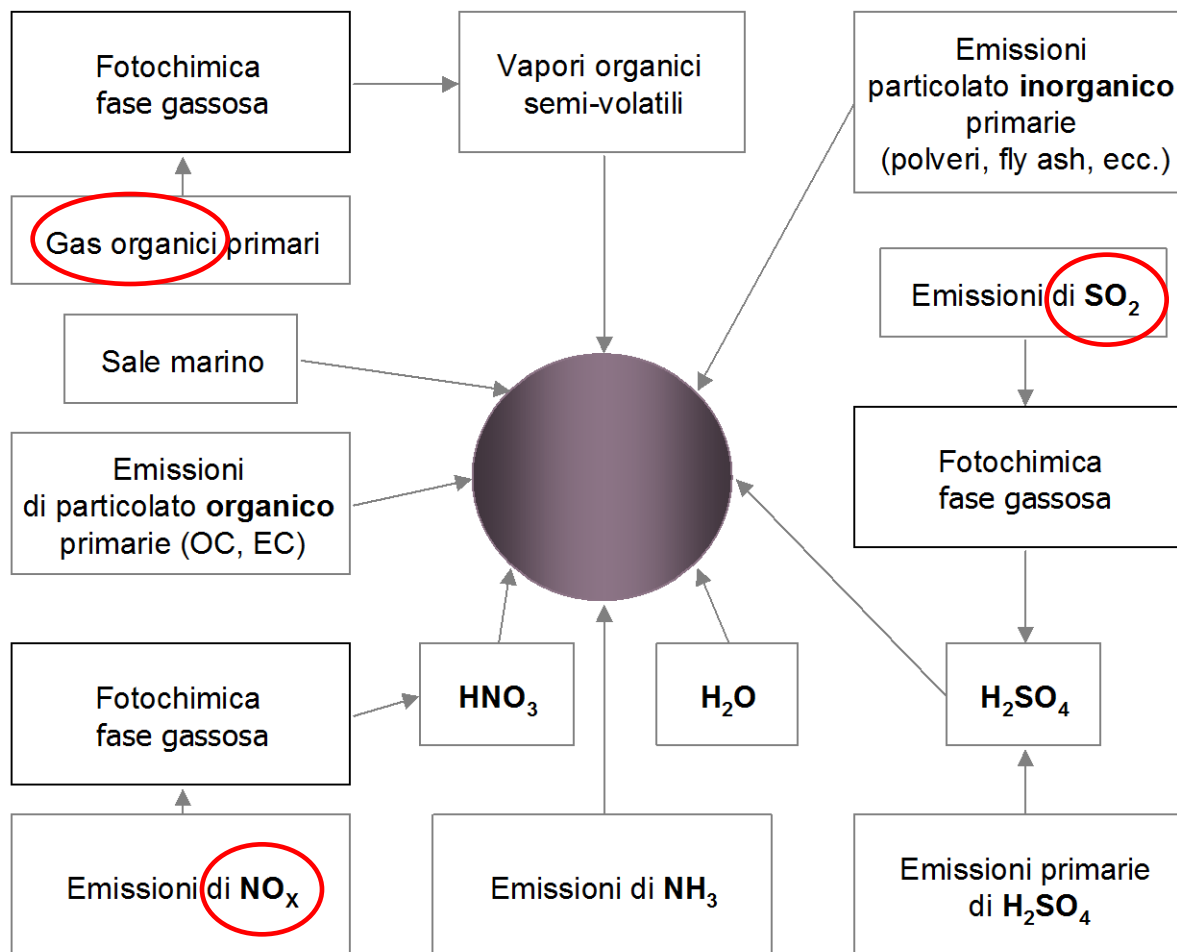 Fotochimica
fase gassosa
Vapori organici
semi-volatili
Emissioni
particolato inorganico
primarie
(polveri, fly ash, ecc.)
Gas organici primari
Emissioni di SO₂
Sale marino
Emissioni
di particolato organico
primarie (OC, EC)
Fotochimica
fase gassosa
Fotochimica
fase gassosa
HNO₃
H₂O
H₂SO₄
Emissioni di NOₓ
Emissioni di NH₃
Emissioni primarie
di H₂SO₄